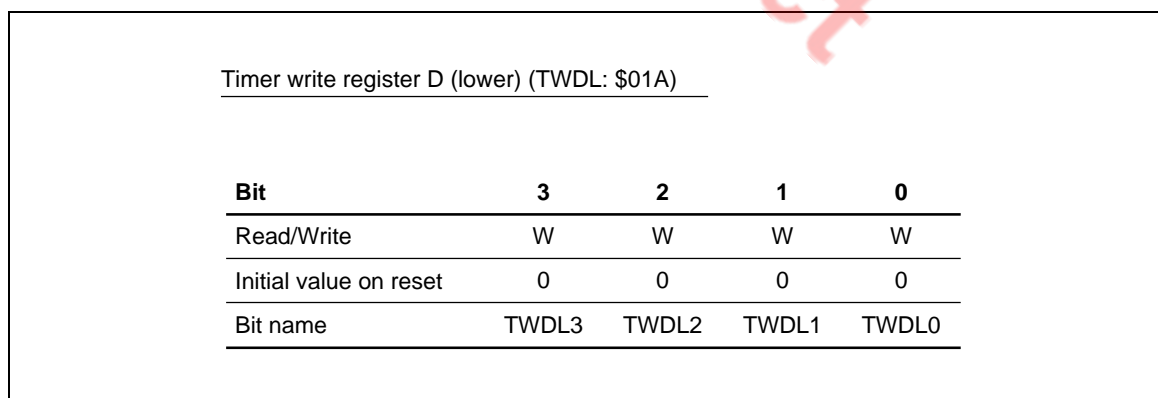 Timer write register D (lower) (TWDL: $01A)
Bit 3 2 1 0
Read/Write W W W W
Initial value on reset 0 0 0 0
Bit name TWDL3 TWDL2 TWDL1 TWDL0